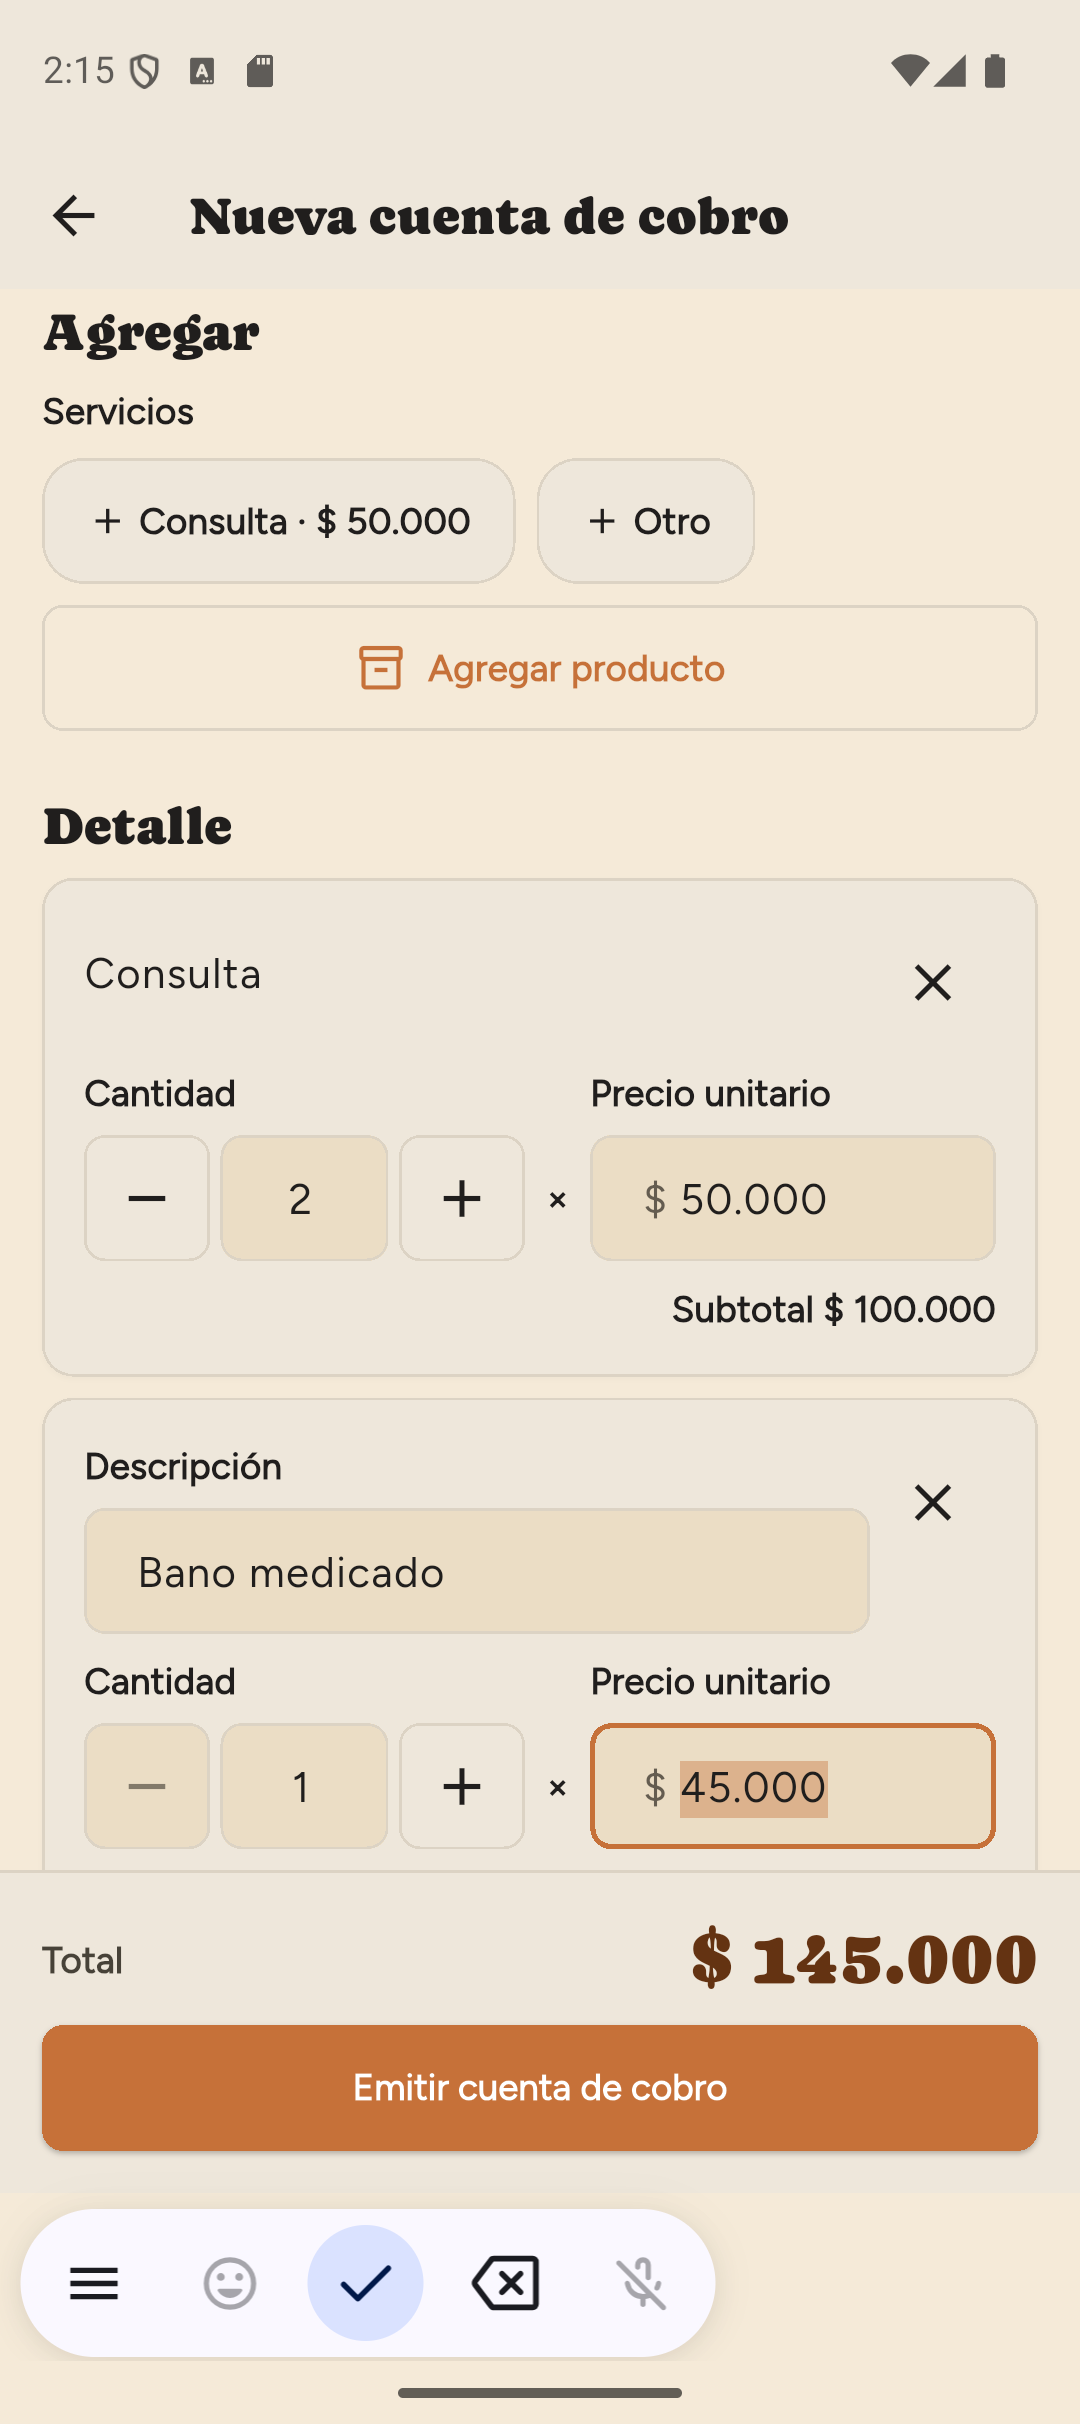 2:15
Nueva cuenta de cobro
Agregar
Servicios
+ Consulta · $ 50.000
+ Otro
Agregar producto
Detalle
Consulta
Cantidad
Precio unitario
− 2 + × $ 50.000
Subtotal $ 100.000
Descripción
Bano medicado
Cantidad
Precio unitario
− 1 + × $ 45.000
Total
$ 145.000
Emitir cuenta de cobro